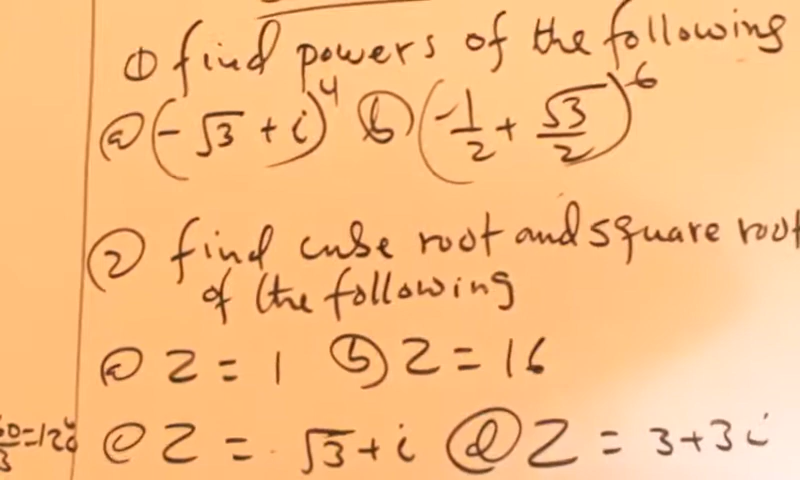 ① find powers of the following
ⓐ (-√3 + i)^4 ⓑ (-1/2 + √3/2)^-6
② find cube root and square root
of the following
ⓐ Z = 1 ⓑ Z = 16
=120 ⓒ Z = √3 + i ⓓ Z = 3+3i